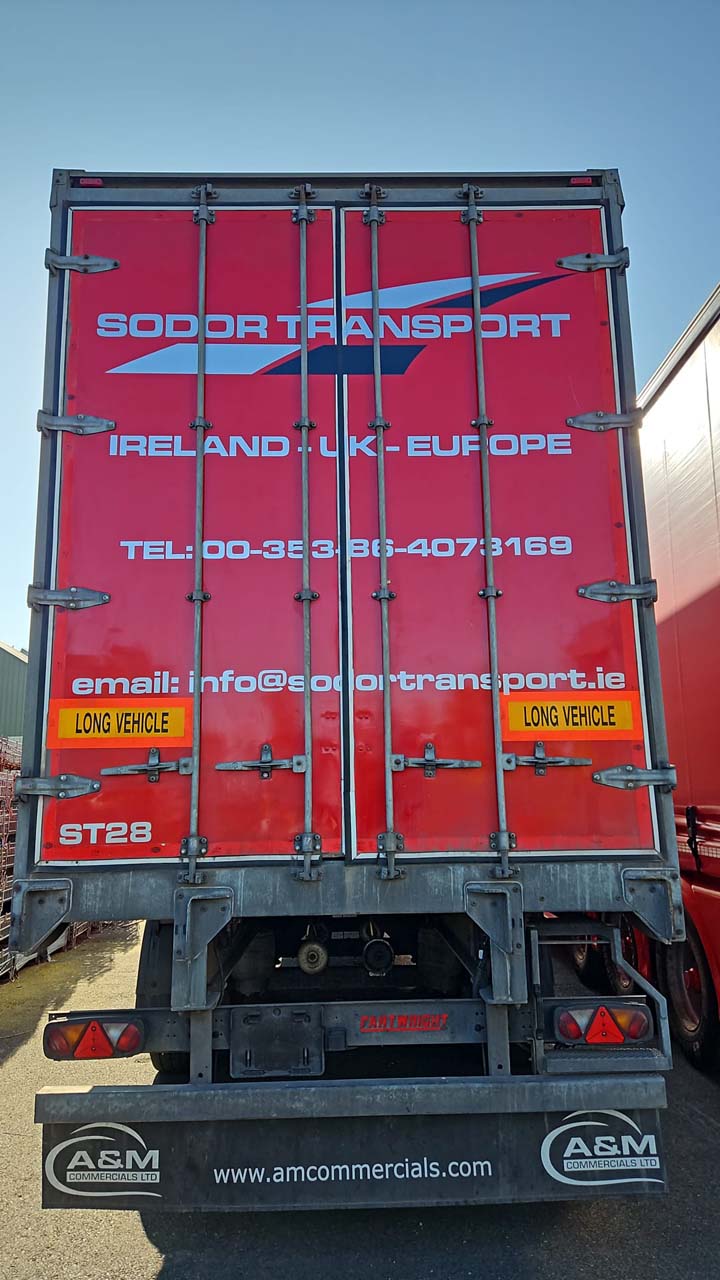 SODOR TRANSPORT
IRELAND - UK - EUROPE
TEL: 00-353-86-4073169
email: info@sodortransport.ie
LONG VEHICLE
LONG VEHICLE
ST28
CARTWRIGHT
A&M
COMMERCIALS LTD
www.amcommercials.com
A&M
COMMERCIALS LTD